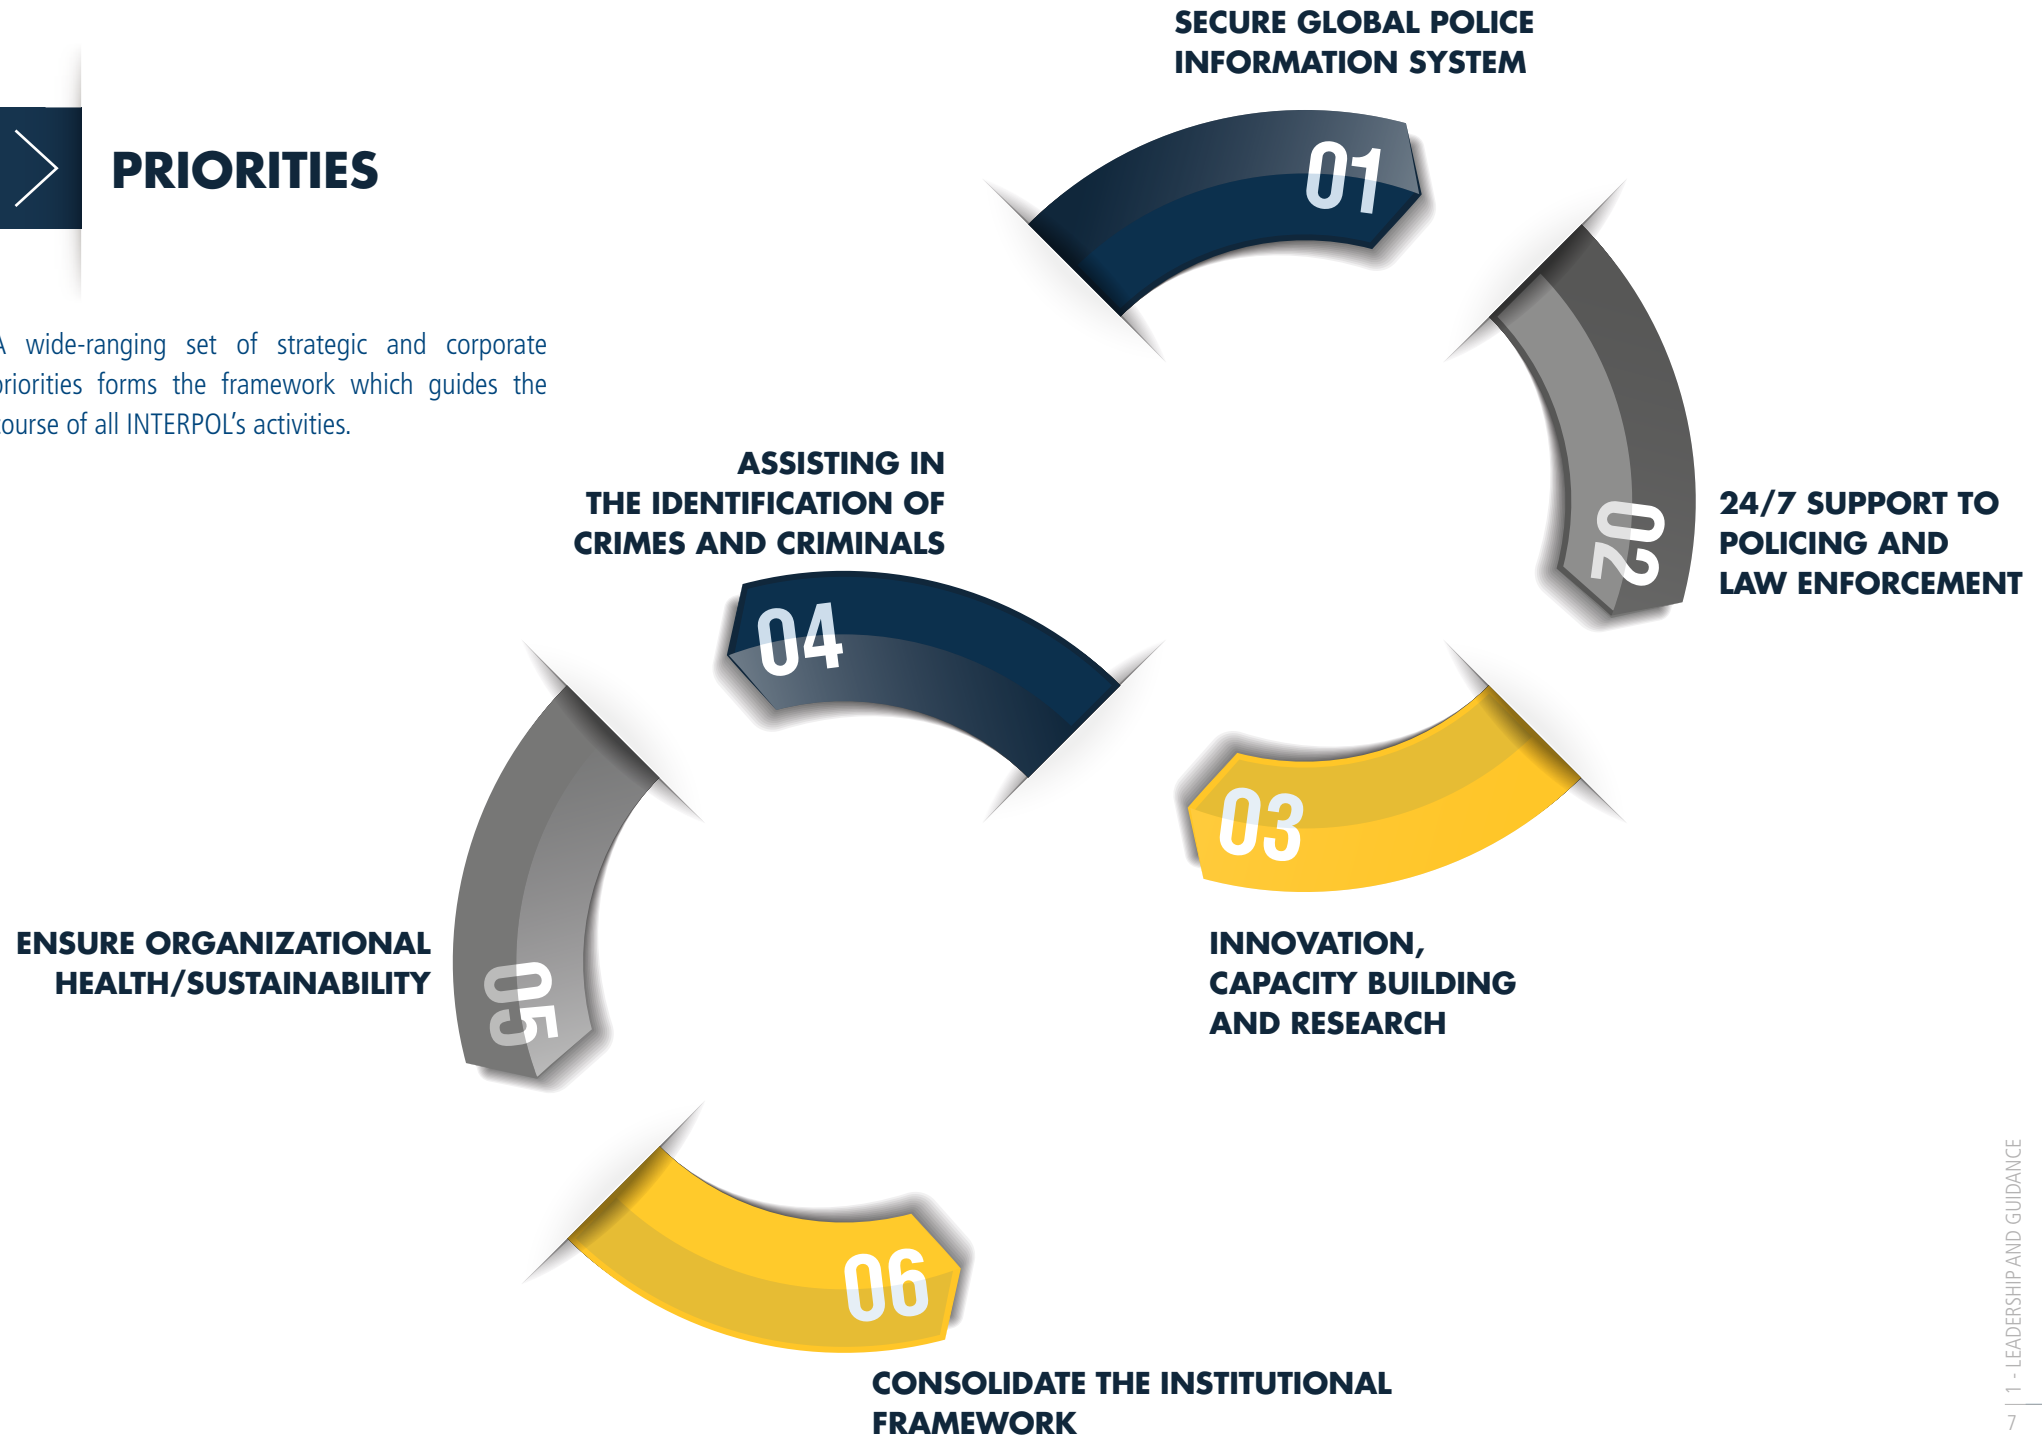 PRIORITIES
A wide-ranging set of strategic and corporate
priorities forms the framework which guides the
course of all INTERPOL's activities.
SECURE GLOBAL POLICE
INFORMATION SYSTEM
01
02
24/7 SUPPORT TO
POLICING AND
LAW ENFORCEMENT
03
INNOVATION,
CAPACITY BUILDING
AND RESEARCH
ASSISTING IN
THE IDENTIFICATION OF
CRIMES AND CRIMINALS
04
ENSURE ORGANIZATIONAL
HEALTH/SUSTAINABILITY
05
06
CONSOLIDATE THE INSTITUTIONAL
FRAMEWORK
1 - LEADERSHIP AND GUIDANCE
7